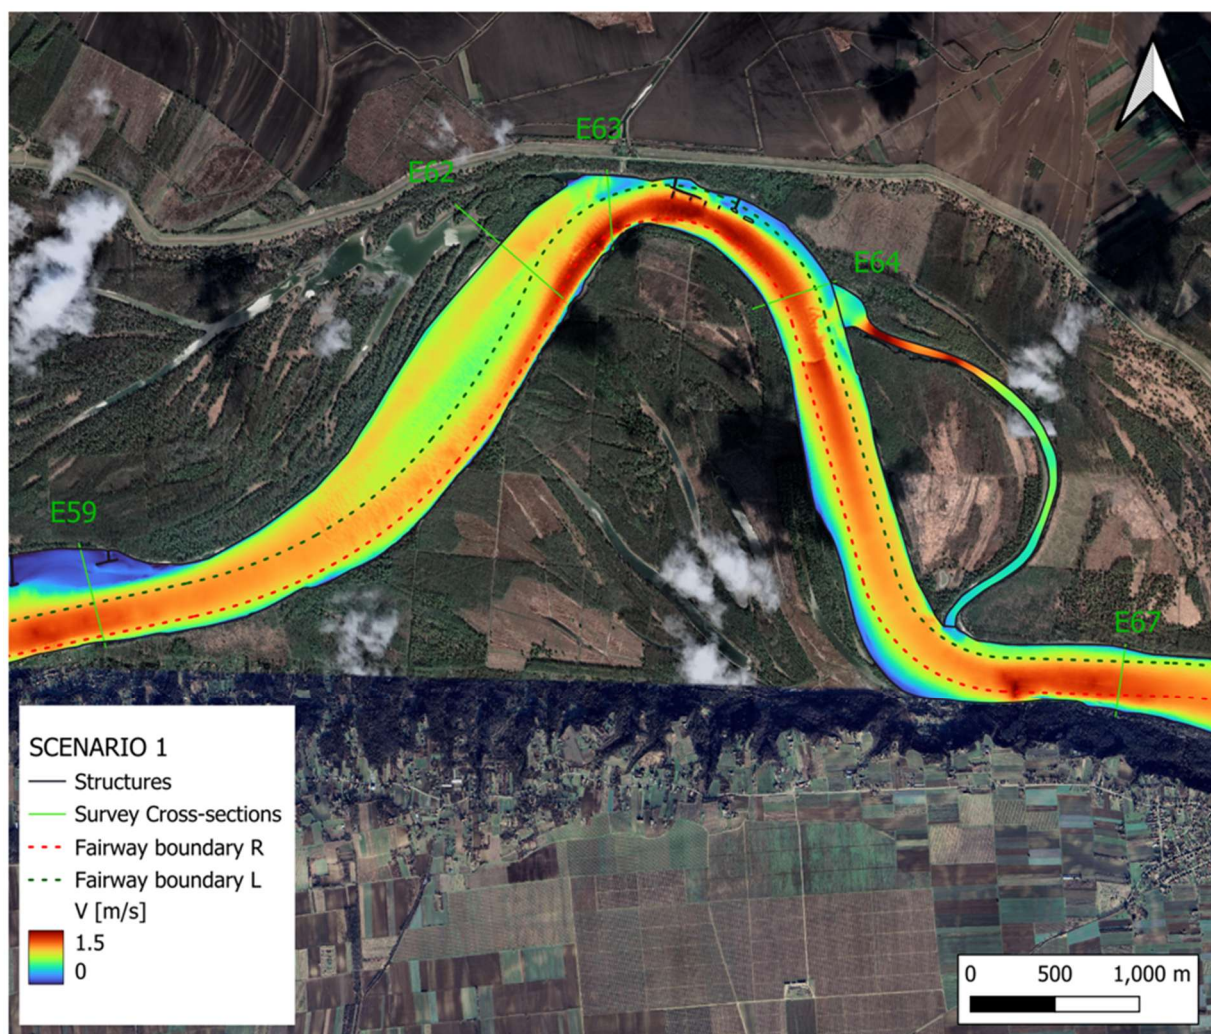 E63
E62
E64
E59
E67
SCENARIO 1
Structures
Survey Cross-sections
Fairway boundary R
Fairway boundary L
V [m/s]
1.5
0
0 500 1,000 m